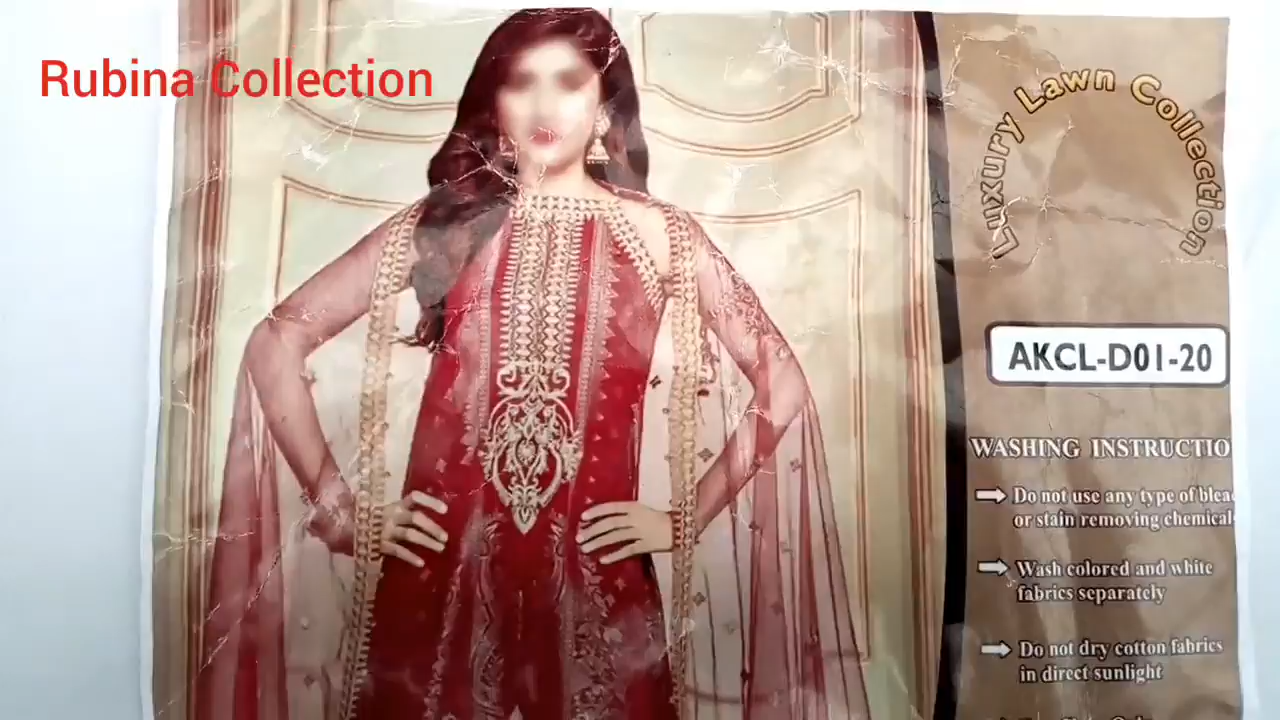 Rubina Collection
Luxury Lawn Collection
AKCL-D01-20
WASHING INSTRUCTIO
Do not use any type of blea
or stain removing chemical
Wash colored and white
fabrics separately
Do not dry cotton fabrics
in direct sunlight